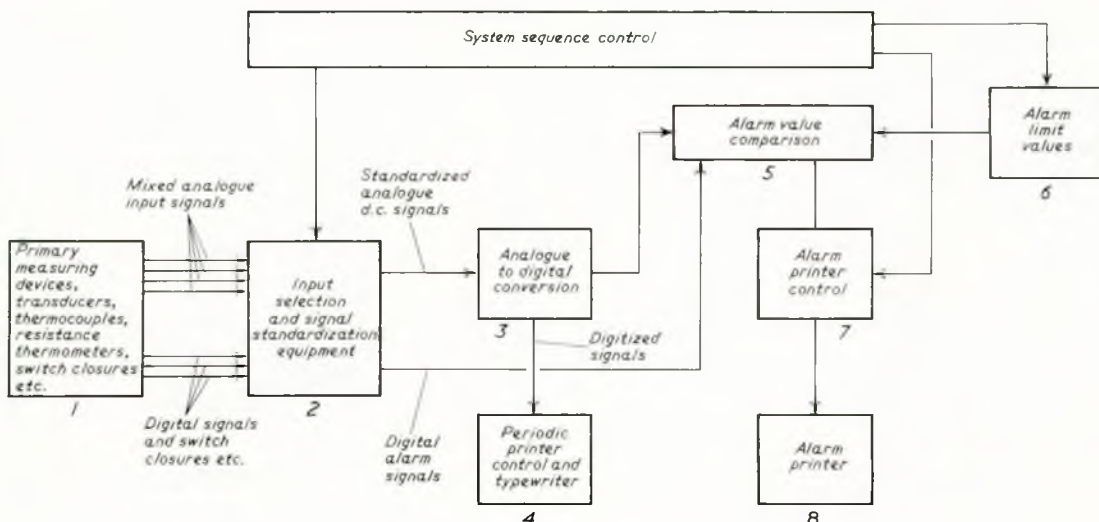 System sequence control
Alarm value
comparison
5
Alarm
limit
values
6
Mixed analogue
input signals
Standardized
analogue
d.c. signals
Primary
measuring
devices,
transducers,
thermocouples,
resistance
thermometers,
switch closures
etc.
1
Input
selection
and signal
standardization
equipment
2
Analogue
to digital
conversion
3
Alarm
printer
control
7
Digitized
signals
Digital signals
and switch
closures etc.
Digital
alarm
signals
Periodic
printer
control and
typewriter
4
Alarm
printer
8